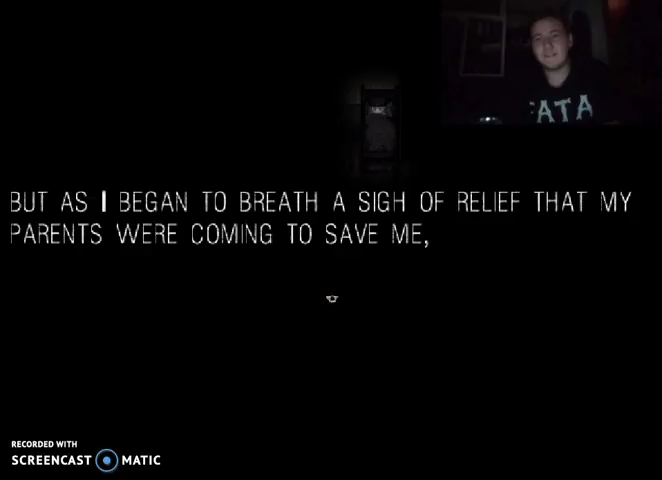 ATA
BUT AS I BEGAN TO BREATH A SIGH OF RELIEF THAT MY
PARENTS WERE COMING TO SAVE ME,
RECORDED WITH
SCREENCAST MATIC